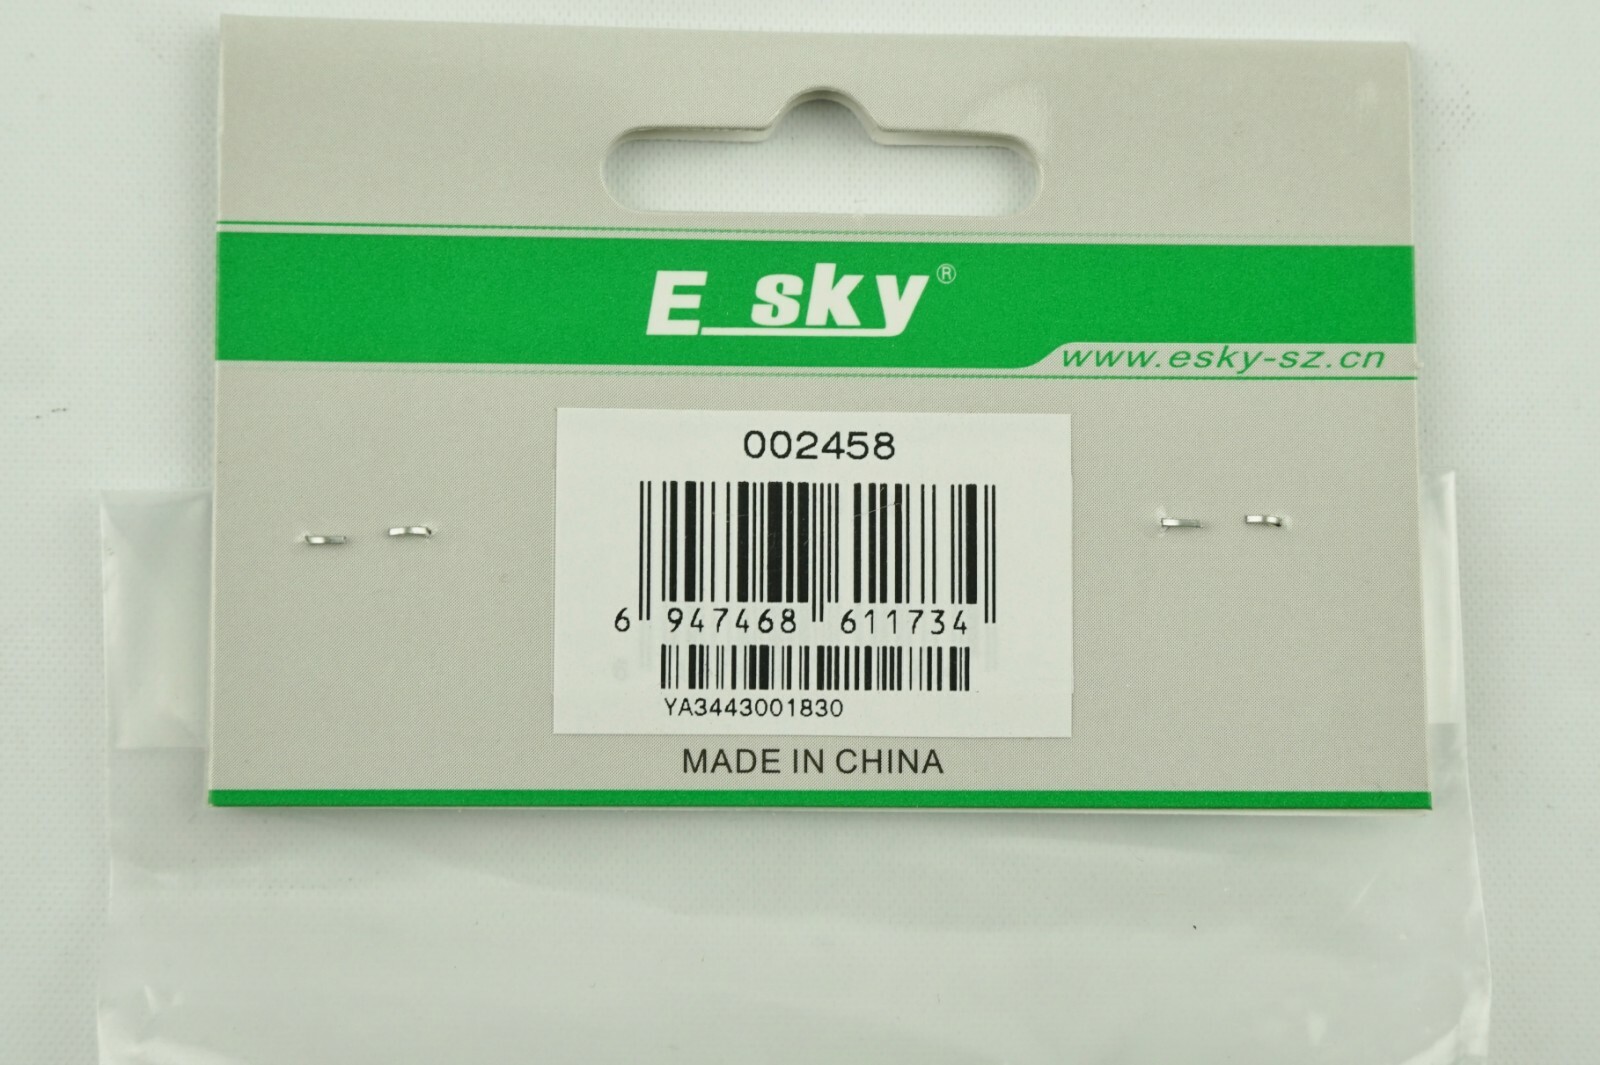 E_sky®
www.esky-sz.cn
002458
6 947468 611734
YA3443001830
MADE IN CHINA